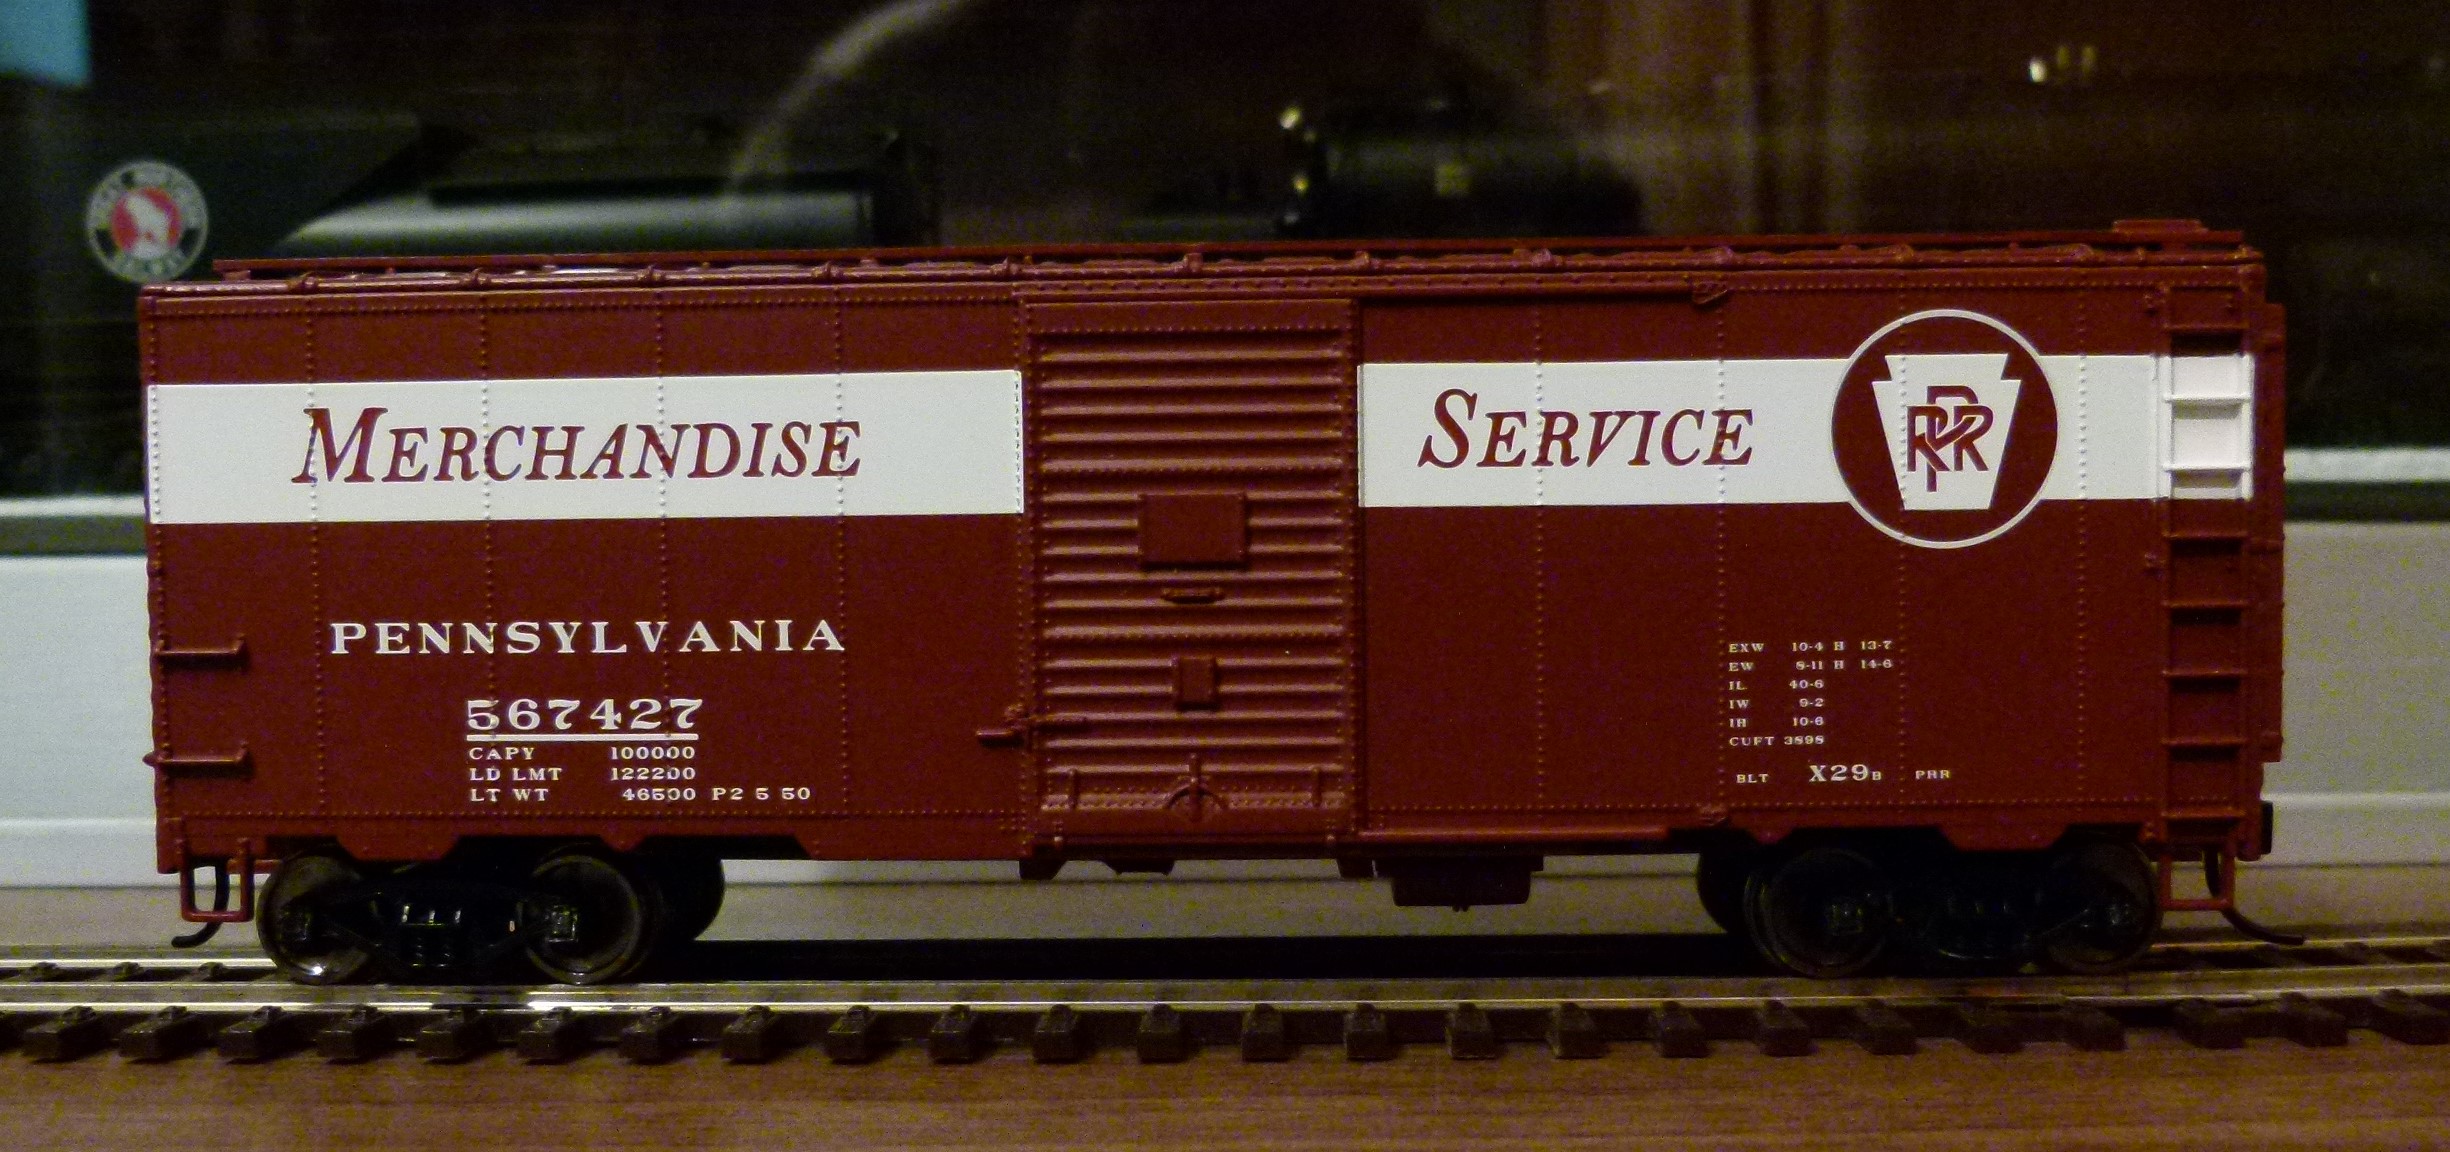 MERCHANDISE
SERVICE
PRR
PENNSYLVANIA
567427
CAPY 100000
LD LMT 122200
LT WT 46500 P2 5 50
EXW 10-4 H 13-7
EW 8-11 H 14-6
IL 40-6
IW 9-2
IH 10-6
CUFT 3898
BLT X29B PRR